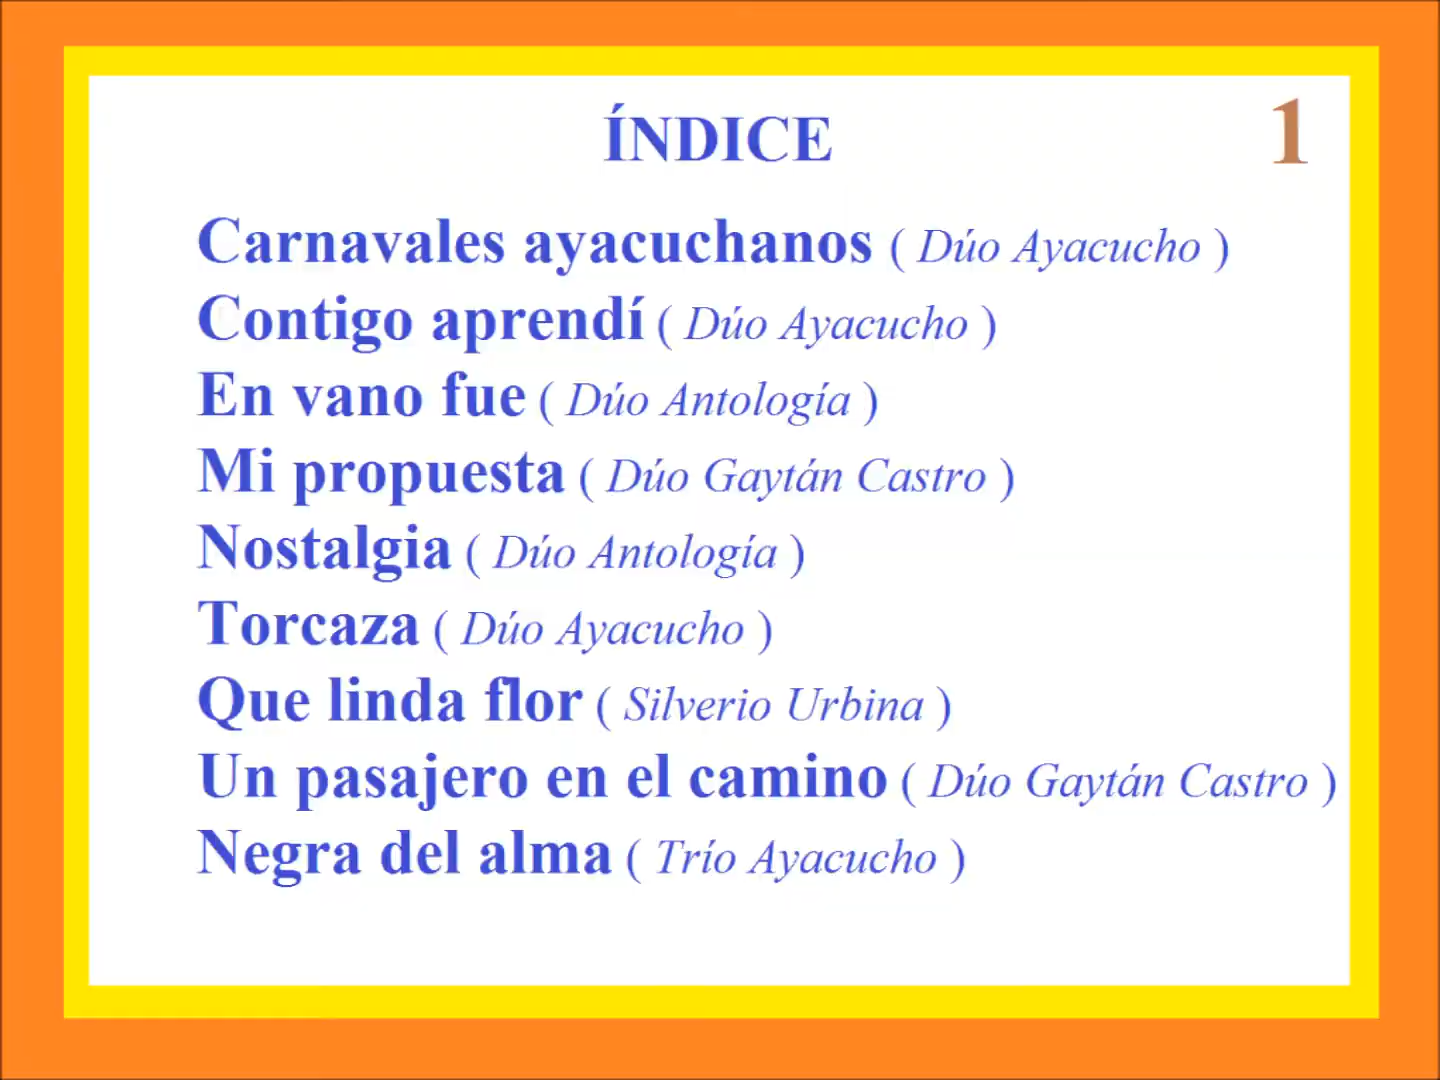 ÍNDICE 1
Carnavales ayacuchanos ( Dúo Ayacucho )
Contigo aprendí ( Dúo Ayacucho )
En vano fue ( Dúo Antología )
Mi propuesta ( Dúo Gaytán Castro )
Nostalgia ( Dúo Antología )
Torcaza ( Dúo Ayacucho )
Que linda flor ( Silverio Urbina )
Un pasajero en el camino ( Dúo Gaytán Castro )
Negra del alma ( Trío Ayacucho )